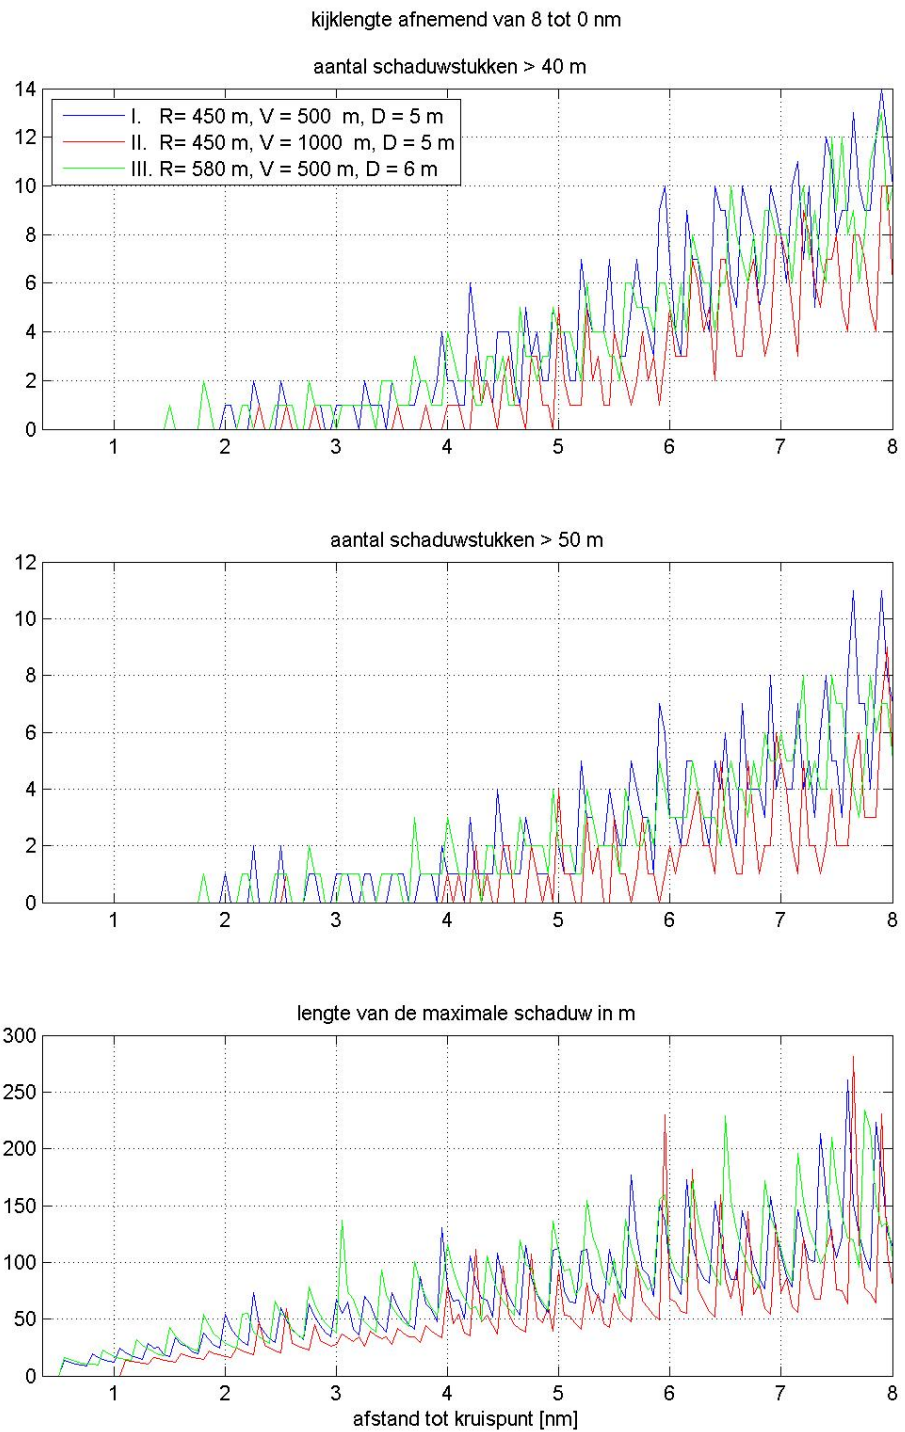 kijklengte afnemend van 8 tot 0 nm
aantal schaduwstukken > 40 m
14
12
10
8
6
4
2
0
I. R= 450 m, V = 500 m, D = 5 m
II. R= 450 m, V = 1000 m, D = 5 m
III. R= 580 m, V = 500 m, D = 6 m
1 2 3 4 5 6 7 8
aantal schaduwstukken > 50 m
12
10
8
6
4
2
0
1 2 3 4 5 6 7 8
lengte van de maximale schaduw in m
300
250
200
150
100
50
0
1 2 3 4 5 6 7 8
afstand tot kruispunt [nm]